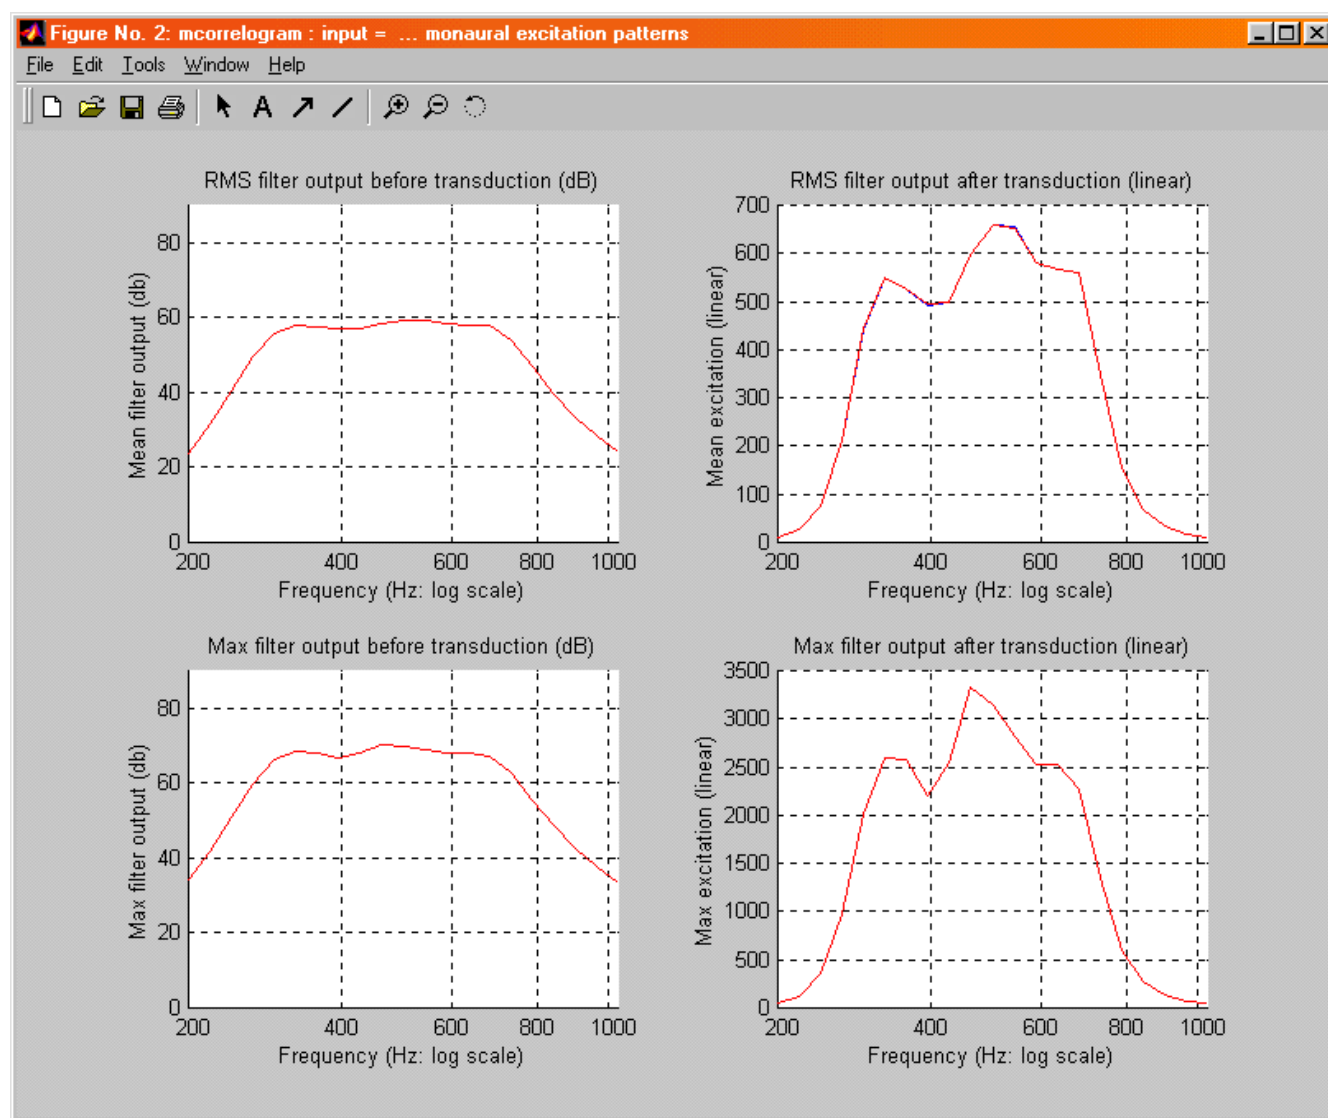 Figure No. 2: mcorrelogram : input =  ... monaural excitation patterns
File Edit Tools Window Help
A
RMS filter output before transduction (dB)
Mean filter output (db)
80
60
40
20
0
200 400 600 800 1000
Frequency (Hz: log scale)
RMS filter output after transduction (linear)
Mean excitation (linear)
700
600
500
400
300
200
100
0
200 400 600 800 1000
Frequency (Hz: log scale)
Max filter output before transduction (dB)
Max filter output (db)
80
60
40
20
0
200 400 600 800 1000
Frequency (Hz: log scale)
Max filter output after transduction (linear)
Max excitation (linear)
3500
3000
2500
2000
1500
1000
500
0
200 400 600 800 1000
Frequency (Hz: log scale)